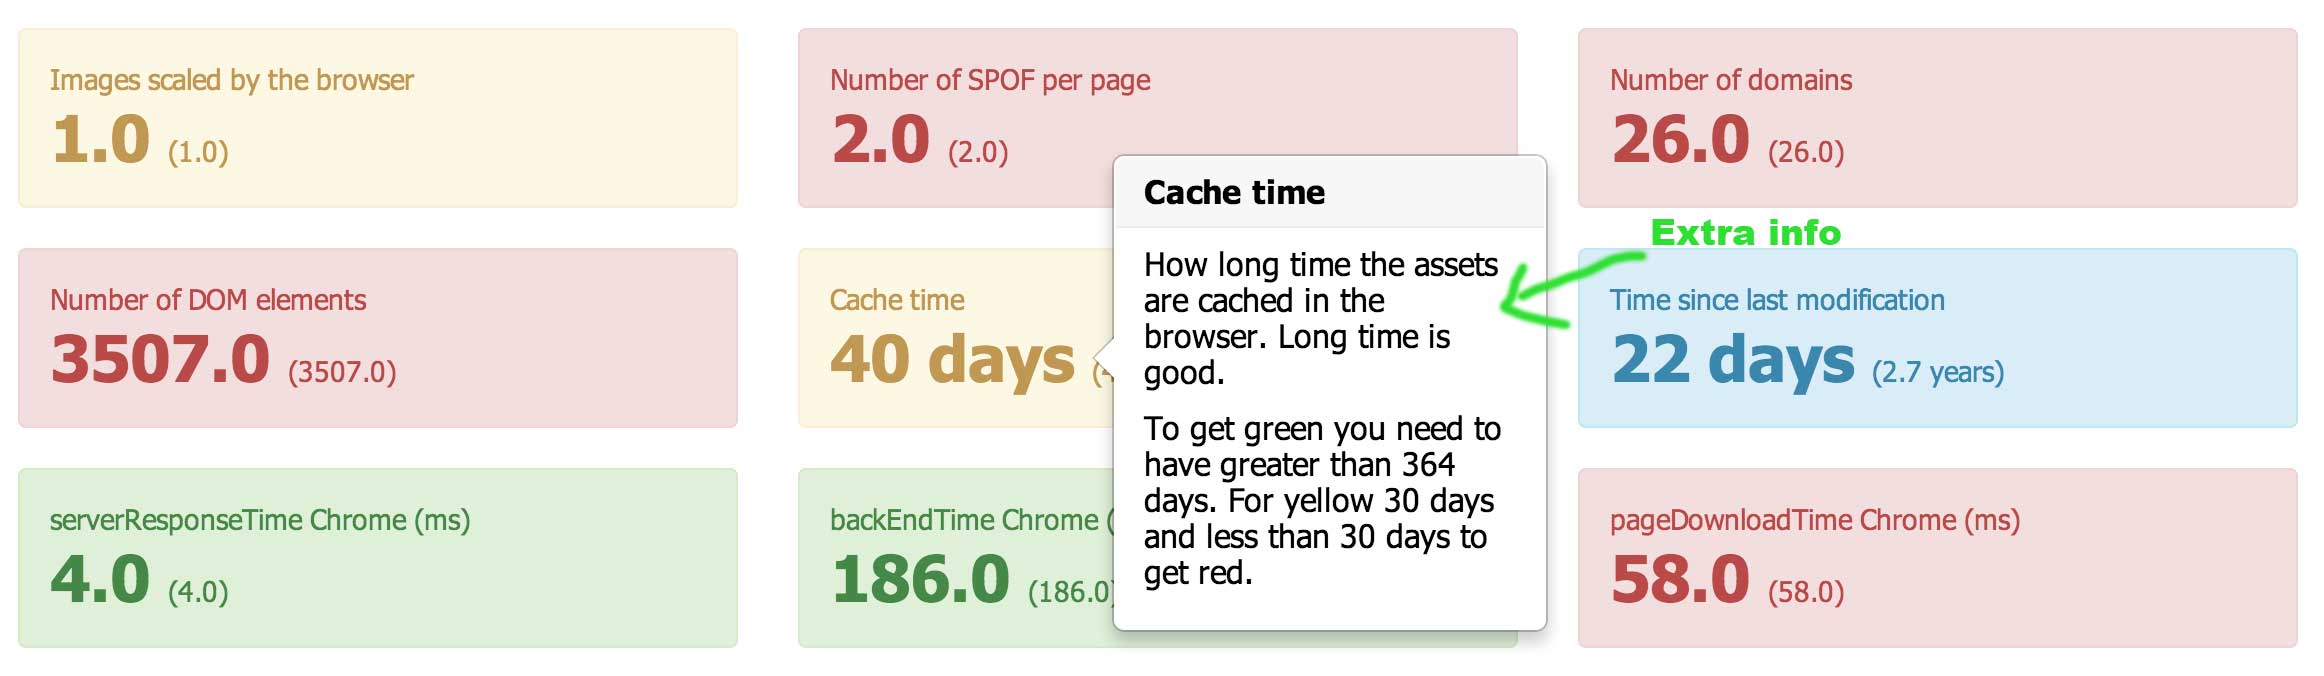 Images scaled by the browser
1.0 (1.0)
Number of SPOF per page
2.0 (2.0)
Number of domains
26.0 (26.0)
Number of DOM elements
3507.0 (3507.0)
Cache time
40 days
Cache time
How long time the assets
are cached in the
browser. Long time is
good.
To get green you need to
have greater than 364
days. For yellow 30 days
and less than 30 days to
get red.
Extra info
Time since last modification
22 days (2.7 years)
serverResponseTime Chrome (ms)
4.0 (4.0)
backEndTime Chrome (
186.0 (186.0)
pageDownloadTime Chrome (ms)
58.0 (58.0)